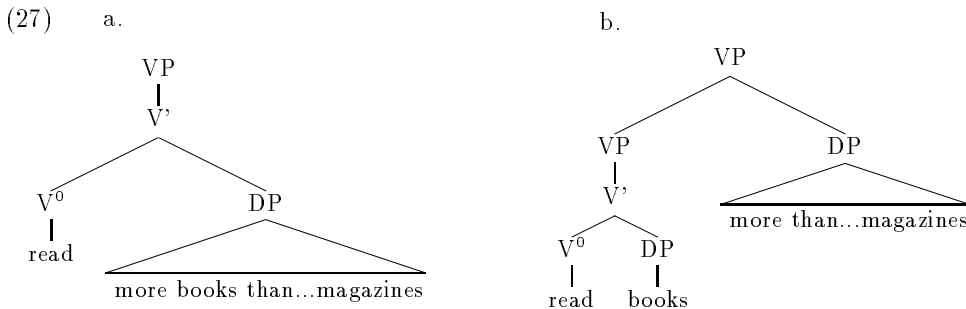 (27) a.
VP
V'
V⁰ DP
read
more books than...magazines
b.
VP
VP DP
V'
more than...magazines
V⁰ DP
read books